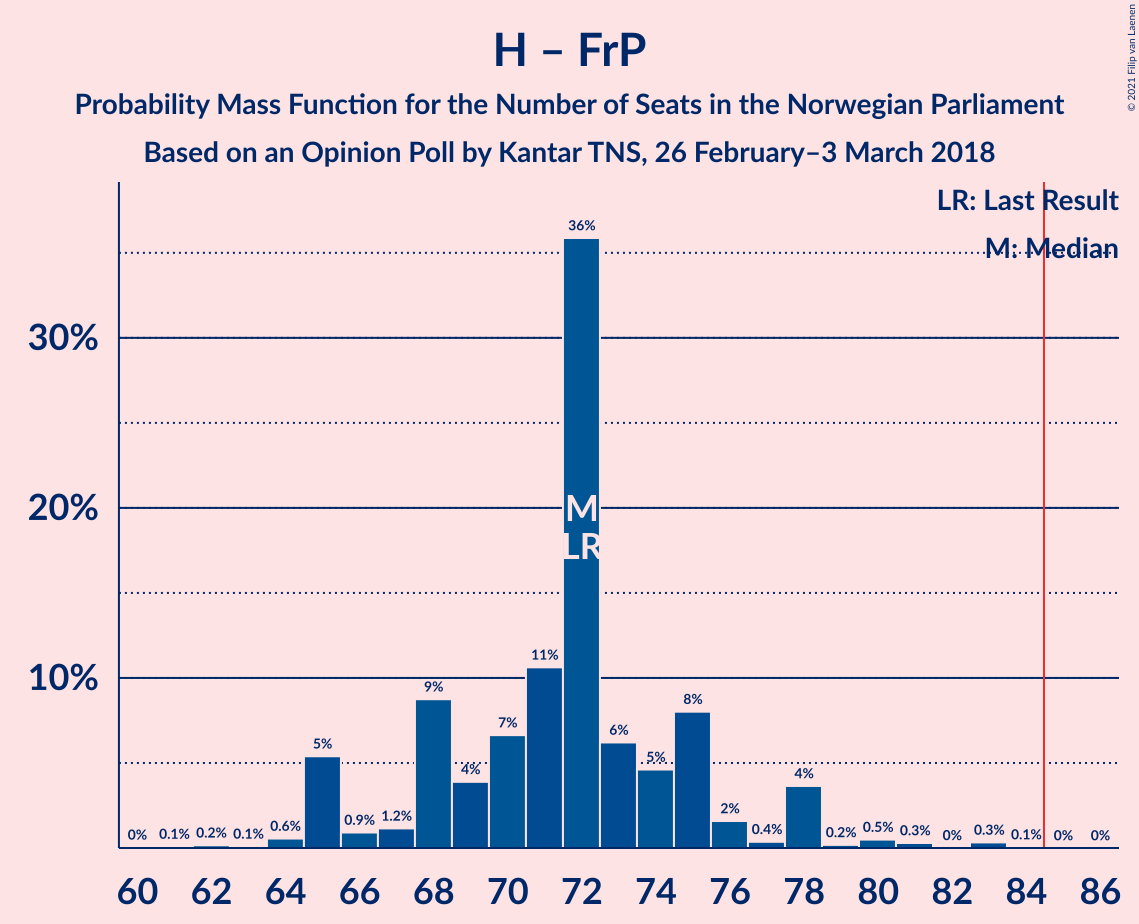 H – FrP
Probability Mass Function for the Number of Seats in the Norwegian Parliament
Based on an Opinion Poll by Kantar TNS, 26 February–3 March 2018
© 2021 Filip van Laenen
LR: Last Result
M: Median
30%
20%
10%
0% 0.1% 0.2% 0.1% 0.6% 5% 0.9% 1.2% 9% 4% 7% 11% 36% 6% 5% 8% 2% 0.4% 4% 0.2% 0.5% 0.3% 0% 0.3% 0.1% 0% 0%
M
LR
60 62 64 66 68 70 72 74 76 78 80 82 84 86